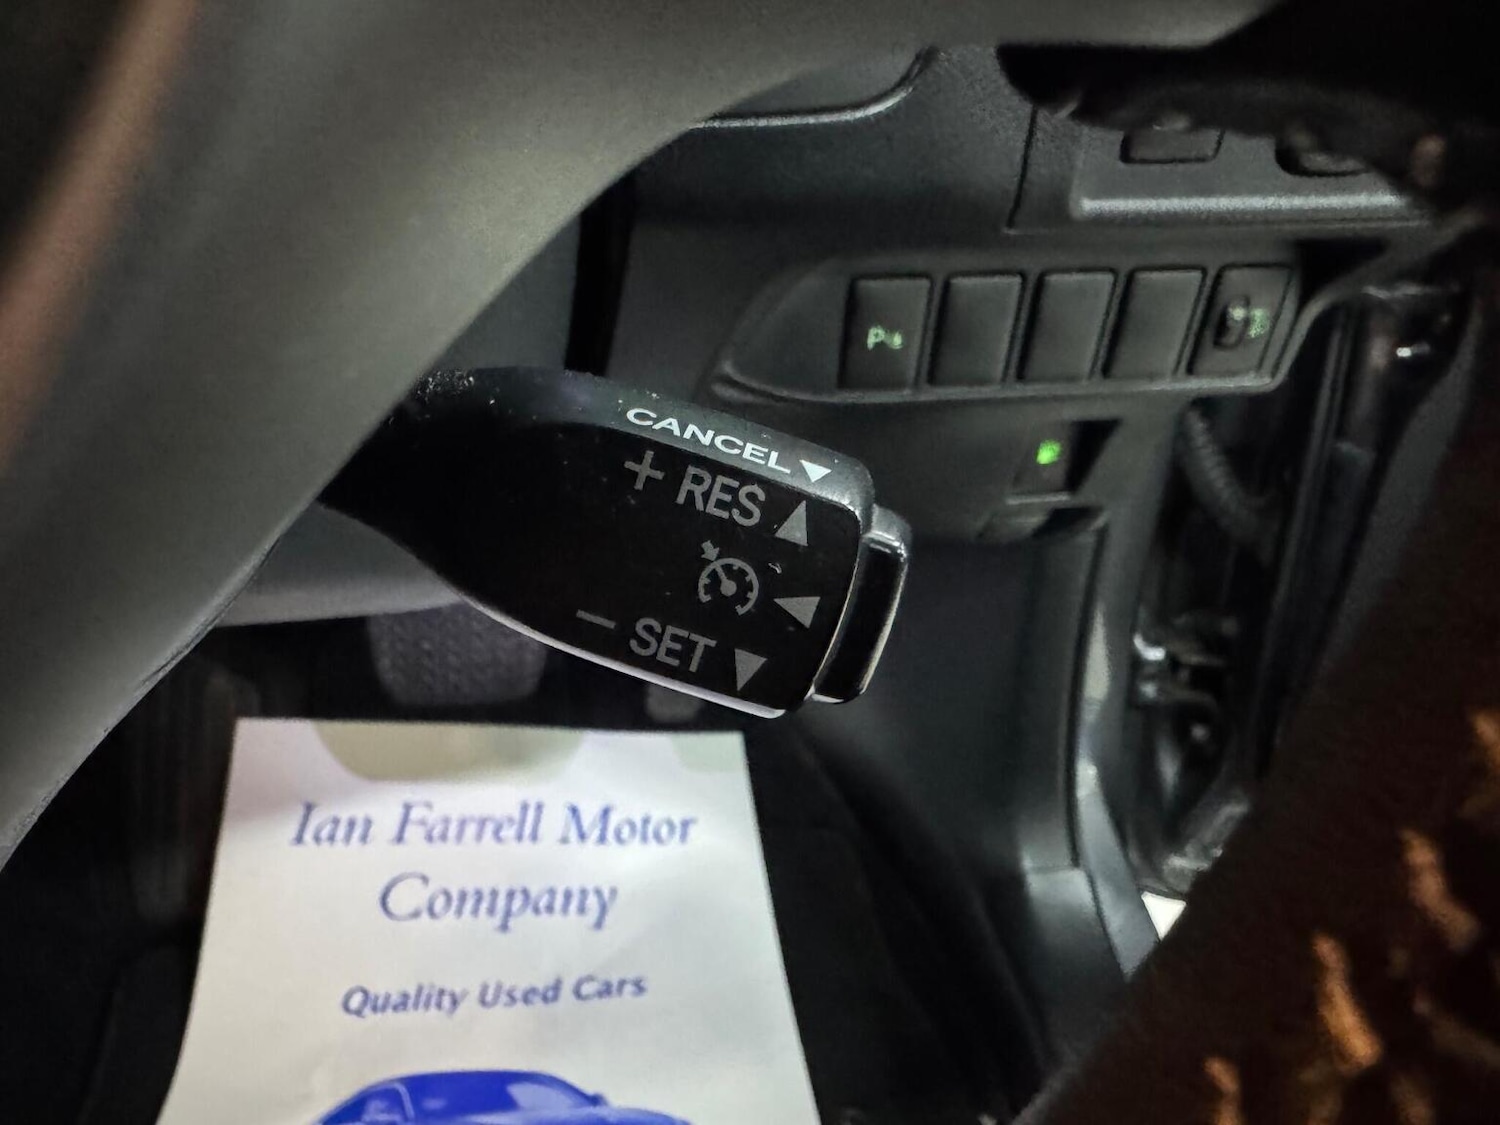 P
CANCEL
+ RES
– SET
Ian Farrell Motor
Company
Quality Used Cars